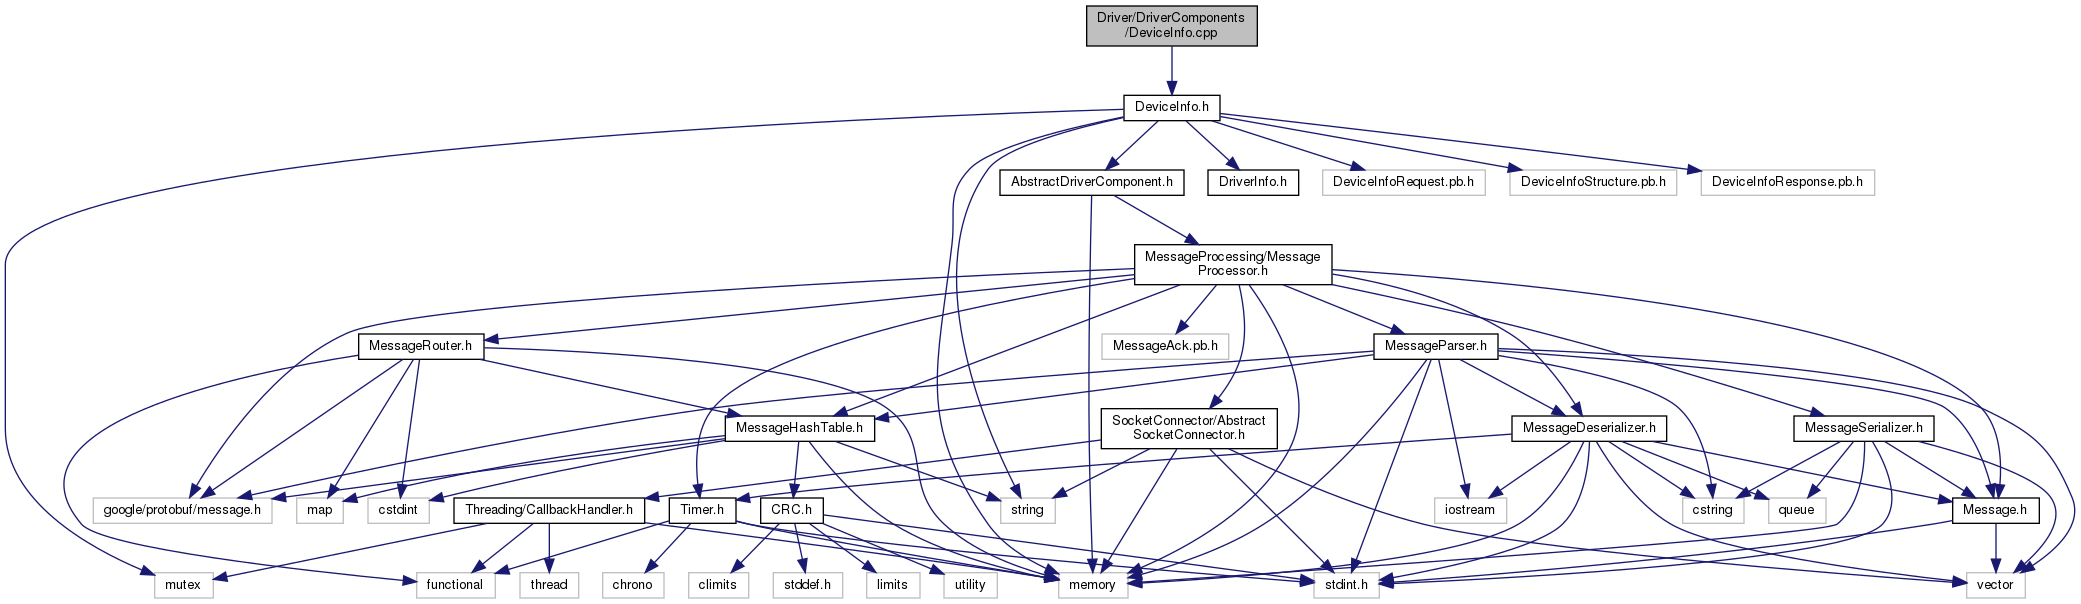 Driver/DriverComponents
/DeviceInfo.cpp
DeviceInfo.h
AbstractDriverComponent.h
DriverInfo.h
DeviceInfoRequest.pb.h
DeviceInfoStructure.pb.h
DeviceInfoResponse.pb.h
MessageProcessing/Message
Processor.h
MessageRouter.h
MessageAck.pb.h
MessageParser.h
MessageHashTable.h
SocketConnector/Abstract
SocketConnector.h
MessageDeserializer.h
MessageSerializer.h
google/protobuf/message.h
map
cstdint
Threading/CallbackHandler.h
Timer.h
CRC.h
string
iostream
cstring
queue
Message.h
mutex
functional
thread
chrono
climits
stddef.h
limits
utility
memory
stdint.h
vector